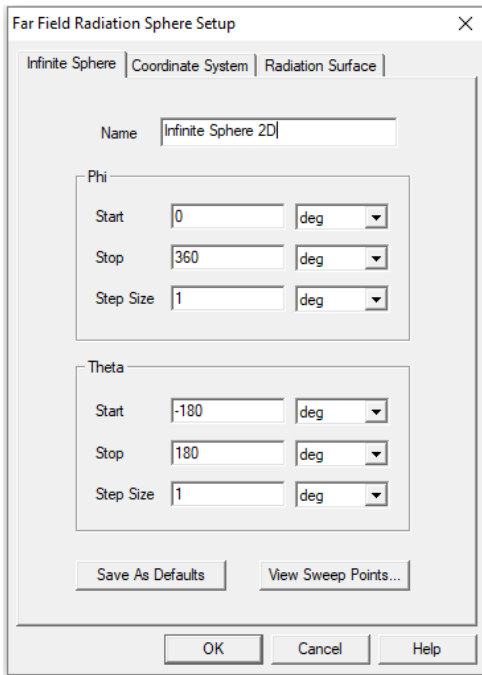 Far Field Radiation Sphere Setup
Infinite Sphere Coordinate System Radiation Surface
Name Infinite Sphere 2D
Phi
Start 0 deg
Stop 360 deg
Step Size 1 deg
Theta
Start -180 deg
Stop 180 deg
Step Size 1 deg
Save As Defaults View Sweep Points...
OK Cancel Help